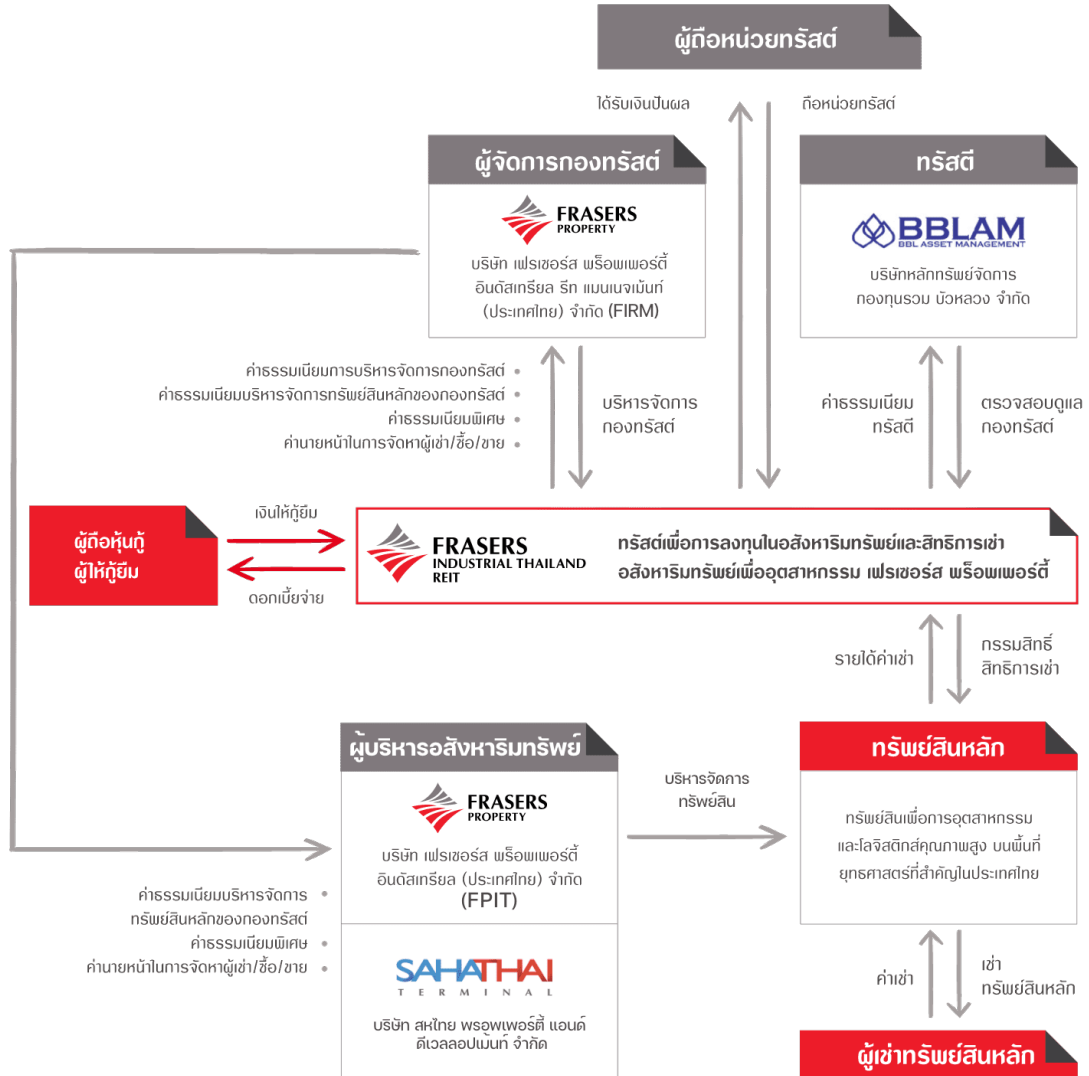 ผู้ถือหน่วยทรัสต์
ได้รับเงินปันผล
ถือหน่วยทรัสต์
ผู้จัดการกองทรัสต์
FRASERS
PROPERTY
บริษัท เฟรเซอร์ส พร็อพเพอร์ตี้
อินดัสเทรียล รีท แมนเนจเม้นท์
(ประเทศไทย) จำกัด (FIRM)
ทรัสตี
BBLAM
BBL ASSET MANAGEMENT
บริษัทหลักทรัพย์จัดการ
กองทุนรวม บัวหลวง จำกัด
ค่าธรรมเนียมการบริหารจัดการกองทรัสต์ •
ค่าธรรมเนียมบริหารจัดการทรัพย์สินหลักของกองทรัสต์ •
ค่าธรรมเนียมพิเศษ •
ค่านายหน้าในการจัดหาผู้เช่า/ซื้อ/ขาย •
บริหารจัดการ
กองทรัสต์
ค่าธรรมเนียม
ทรัสตี
ตรวจสอบดูแล
กองทรัสต์
ผู้ถือหุ้นกู้
ผู้ให้กู้ยืม
เงินให้กู้ยืม
ดอกเบี้ยจ่าย
FRASERS
INDUSTRIAL THAILAND
REIT
ทรัสต์เพื่อการลงทุนในอสังหาริมทรัพย์และสิทธิการเช่า
อสังหาริมทรัพย์เพื่ออุตสาหกรรม เฟรเซอร์ส พร็อพเพอร์ตี้
รายได้ค่าเช่า
กรรมสิทธิ์
สิทธิการเช่า
ผู้บริหารอสังหาริมทรัพย์
FRASERS
PROPERTY
บริษัท เฟรเซอร์ส พร็อพเพอร์ตี้
อินดัสเทรียล (ประเทศไทย) จำกัด
(FPIT)
บริหารจัดการ
ทรัพย์สิน
ทรัพย์สินหลัก
ทรัพย์สินเพื่อการอุตสาหกรรม
และโลจิสติกส์คุณภาพสูง บนพื้นที่
ยุทธศาสตร์ที่สำคัญในประเทศไทย
ค่าธรรมเนียมบริหารจัดการ •
ทรัพย์สินหลักของกองทรัสต์
ค่าธรรมเนียมพิเศษ •
ค่านายหน้าในการจัดหาผู้เช่า/ซื้อ/ขาย •
SAHATHAI
TERMINAL
บริษัท สหไทย พรอพเพอร์ตี้ แอนด์
ดีเวลลอปเม้นท์ จำกัด
ค่าเช่า
เช่า
ทรัพย์สินหลัก
ผู้เช่าทรัพย์สินหลัก